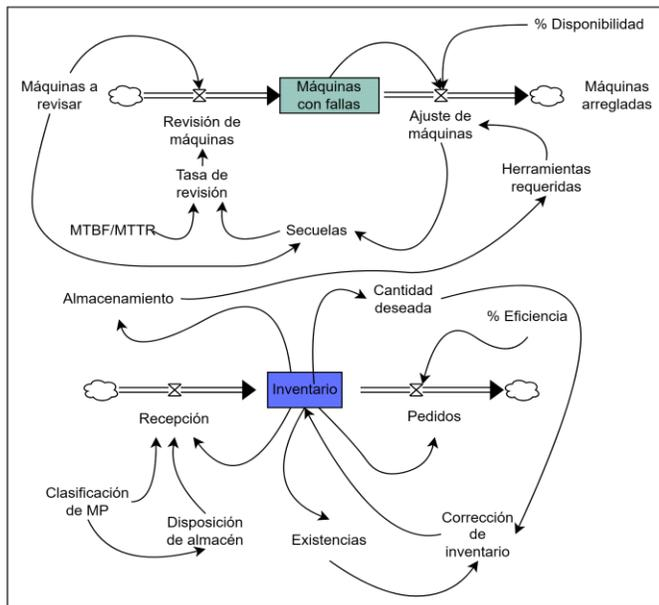 % Disponibilidad
Máquinas a
revisar
Máquinas
con fallas
Máquinas
arregladas
Revisión de
máquinas
Ajuste de
máquinas
Tasa de
revisión
Herramientas
requeridas
MTBF/MTTR
Secuelas
Almacenamiento
Cantidad
deseada
% Eficiencia
Inventario
Recepción
Pedidos
Clasificación
de MP
Disposición
de almacén
Existencias
Corrección
de
inventario